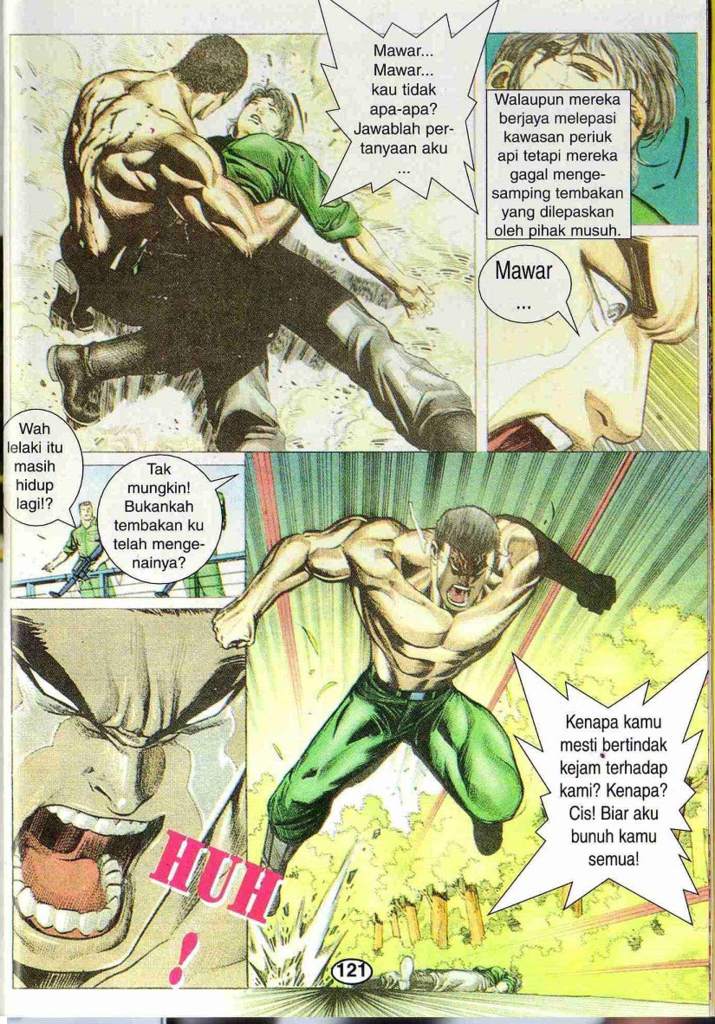 Mawar...
Mawar...
kau tidak
apa-apa?
Jawablah per-
tanyaan aku
...
Walaupun mereka
berjaya melepasi
kawasan periuk
api tetapi mereka
gagal menge-
samping tembakan
yang dilepaskan
oleh pihak musuh.
Mawar
...
Wah
lelaki itu
masih
hidup
lagi!?
Tak
mungkin!
Bukankah
tembakan ku
telah menge-
nainya?
HUH
!
Kenapa kamu
mesti bertindak
kejam terhadap
kami? Kenapa?
Cis! Biar aku
bunuh kamu
semua!
121